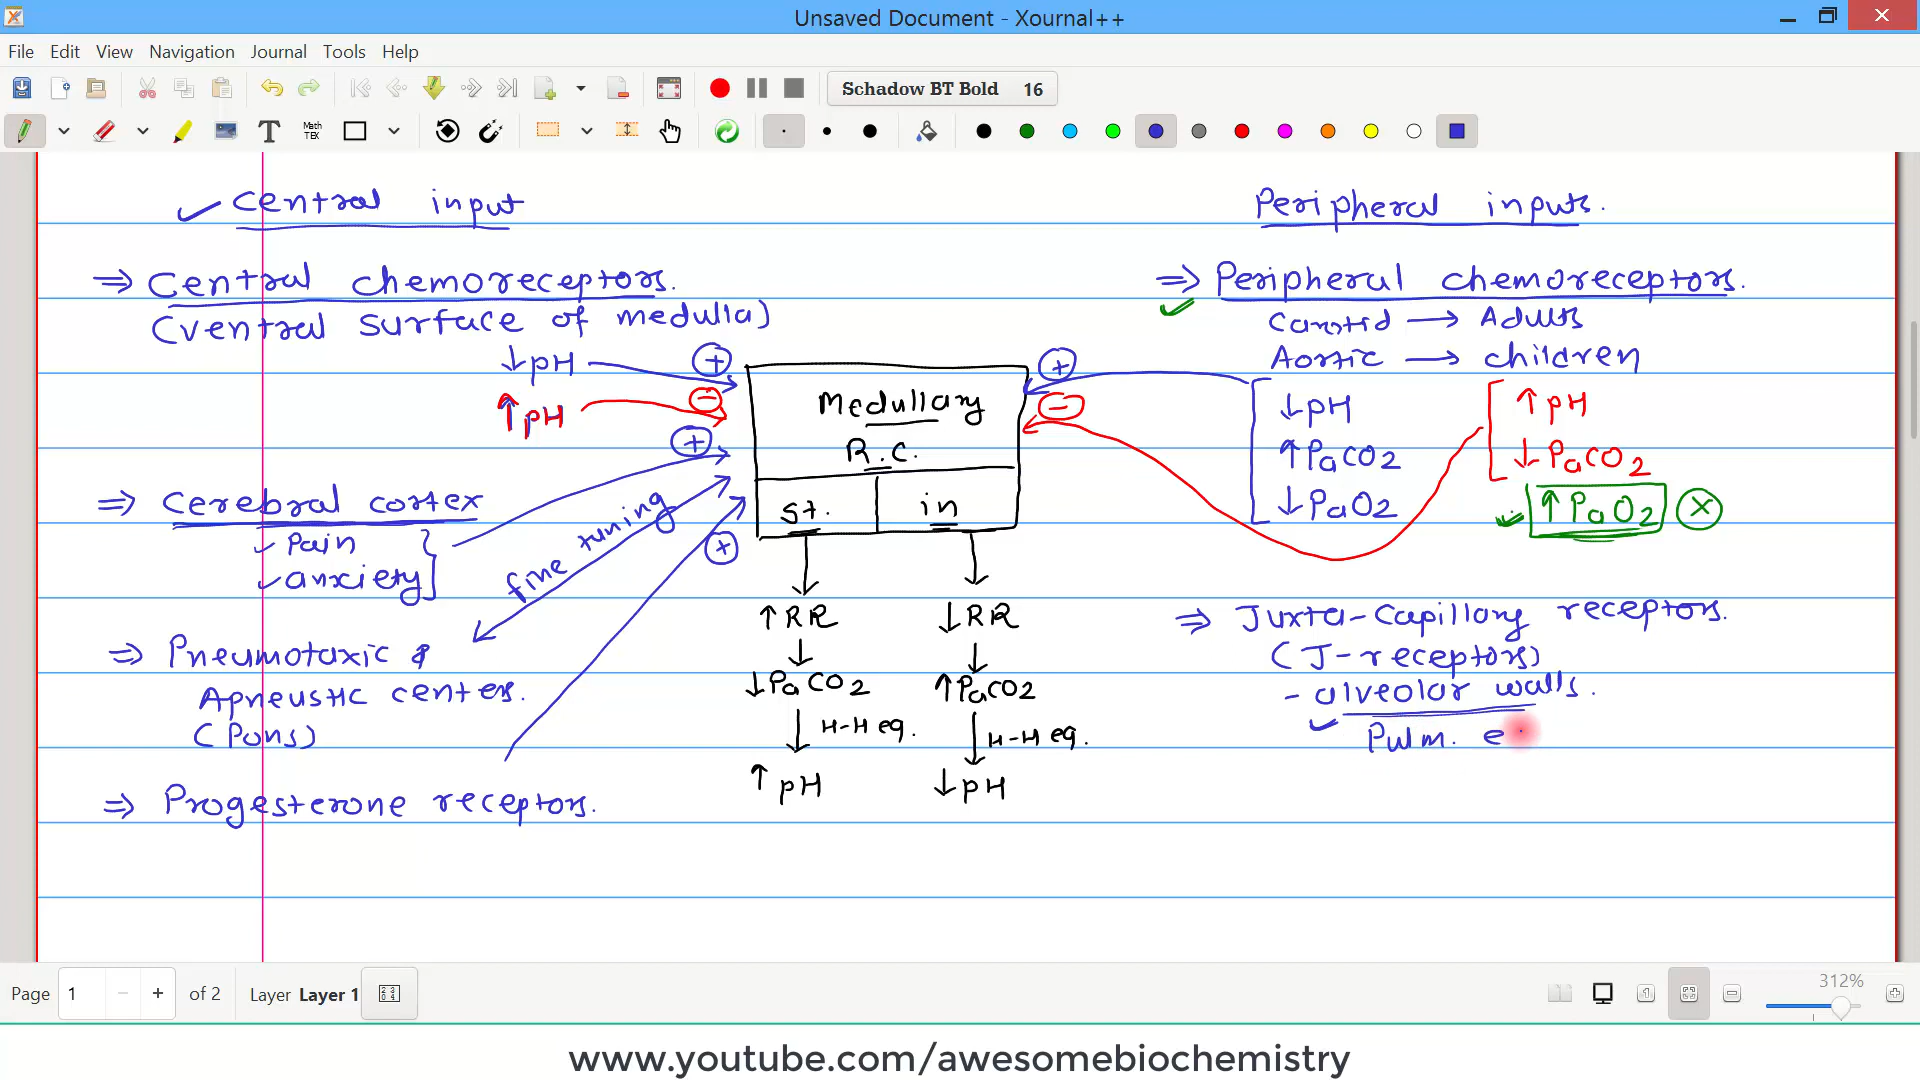 Unsaved Document - Xournal++
File Edit View Navigation Journal Tools Help
Schadow BT Bold 16
Math TEX
Central input
⇒ Central chemoreceptors.
(ventral surface of medulla)
↓pH
↑pH
⇒ Cerebral cortex
Pain
anxiety
fine tuning
⇒ Pneumotaxic &
Apneustic centers.
(Pons)
⇒ Progesterone receptors.
+
−
+
+
Medullary
R.C.
st. in
↑RR ↓RR
↓PaCO2 ↑PaCO2
H-H eq. H-H eq.
↑pH ↓pH
+
−
Peripheral inputs.
⇒ Peripheral chemoreceptors.
Carotid → Adults
Aortic → children
↓pH
↑PaCO2
↓PaO2
↑pH
↓PaCO2
↑PaO2 X
⇒ Juxta-Capillary receptors.
(J-receptors)
- alveolar walls.
Pulm. e
Page 1 of 2 Layer Layer 1 312%
www.youtube.com/awesomebiochemistry